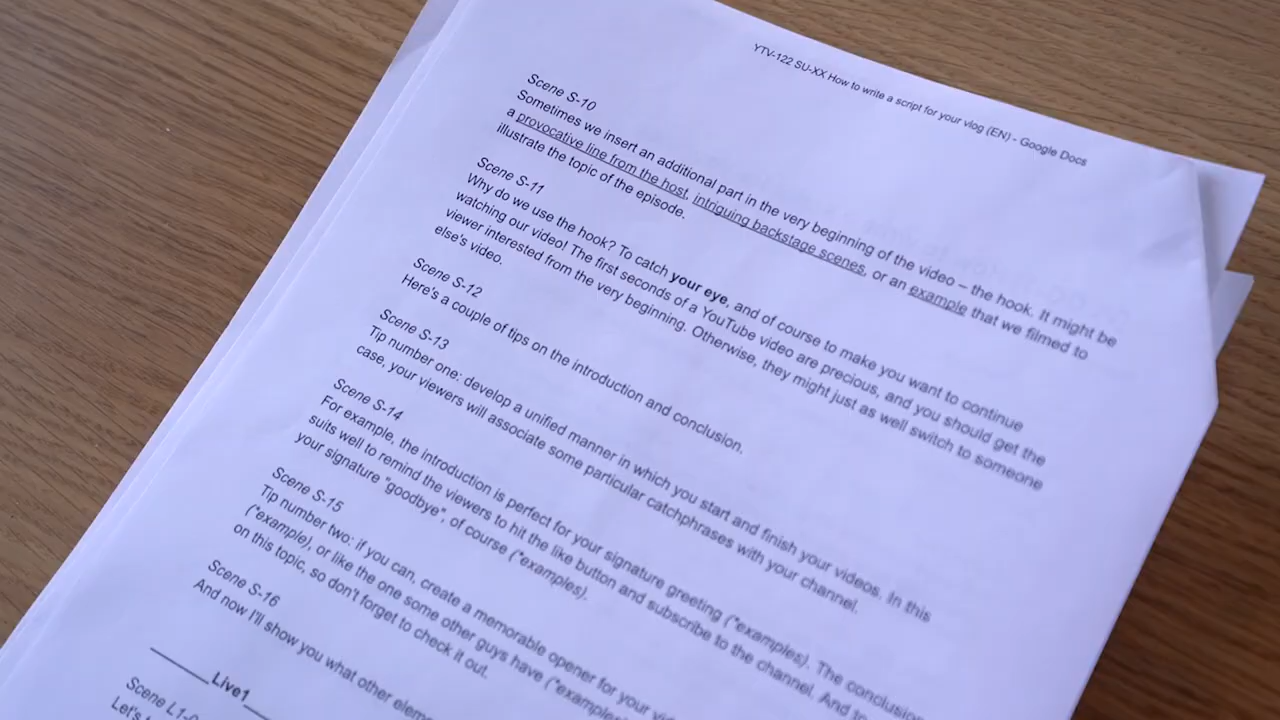 YTV-122 SU-XX How to write a script for your vlog (EN) - Google Docs
Scene S-10
Sometimes we insert an additional part in the very beginning of the video – the hook. It might be
a provocative line from the host, intriguing backstage scenes, or an example that we filmed to
illustrate the topic of the episode.
Scene S-11
Why do we use the hook? To catch your eye, and of course to make you want to continue
watching our video! The first seconds of a YouTube video are precious, and you should get the
viewer interested from the very beginning. Otherwise, they might just as well switch to someone
else's video.
Scene S-12
Here's a couple of tips on the introduction and conclusion.
Scene S-13
Tip number one: develop a unified manner in which you start and finish your videos. In this
case, your viewers will associate some particular catchphrases with your channel.
Scene S-14
For example, the introduction is perfect for your signature greeting (*examples). The conclusion
suits well to remind the viewers to hit the like button and subscribe to the channel. And to
your signature "goodbye", of course (*examples).
Scene S-15
Tip number two: if you can, create a memorable opener for your
(*example), or like the one some other guys have (*example
on this topic, so don't forget to check it out.
Scene S-16
And now I'll show you what other
Live1
Scene
Let's